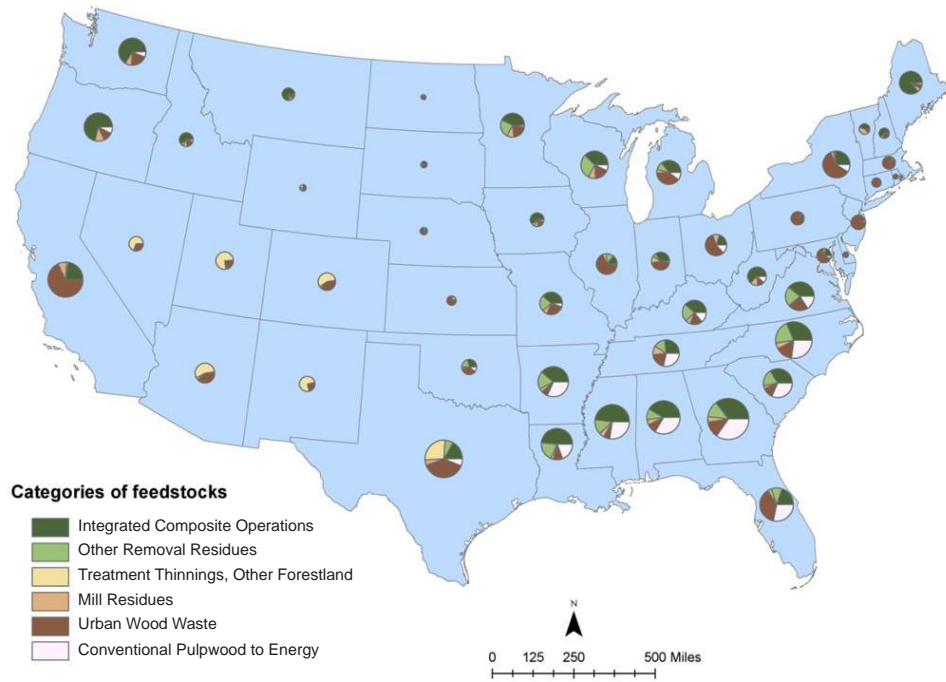 Categories of feedstocks
Integrated Composite Operations
Other Removal Residues
Treatment Thinnings, Other Forestland
Mill Residues
Urban Wood Waste
Conventional Pulpwood to Energy
N
0 125 250 500 Miles